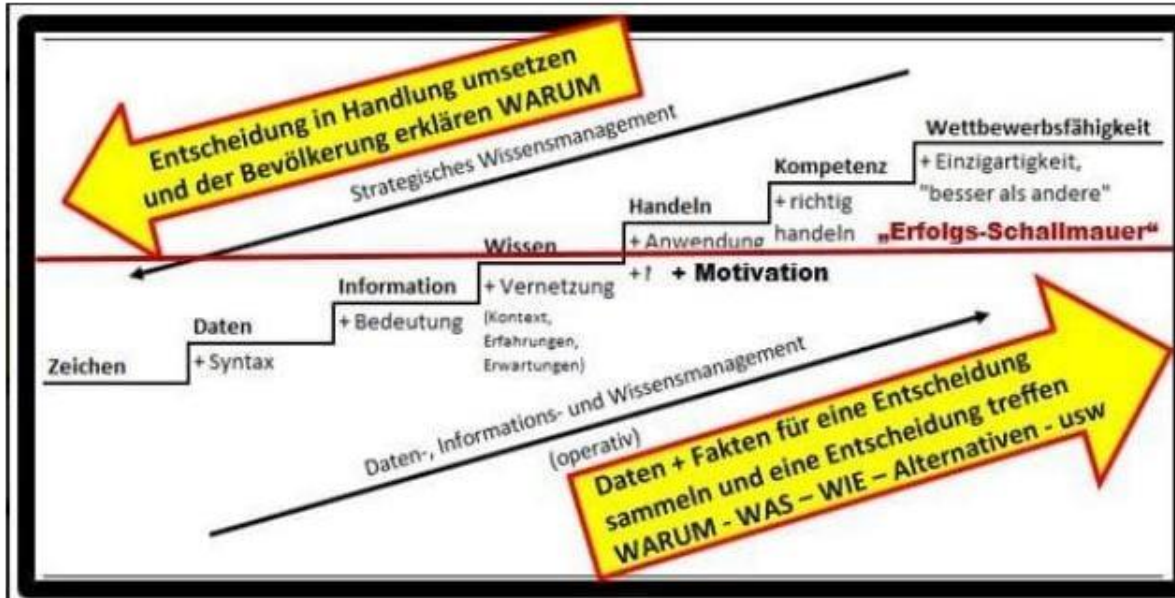 Entscheidung in Handlung umsetzen
und der Bevölkerung erklären WARUM
Strategisches Wissensmanagement
Wettbewerbsfähigkeit
+ Einzigartigkeit,
"besser als andere"
Kompetenz
+ richtig
handeln
„Erfolgs-Schallmauer“
Handeln
+ Anwendung
+ Motivation
Wissen
+ Vernetzung
(Kontext,
Erfahrungen,
Erwartungen)
Information
+ Bedeutung
Daten
+ Syntax
Zeichen
Daten-, Informations- und Wissensmanagement
(operativ)
Daten + Fakten für eine Entscheidung
sammeln und eine Entscheidung treffen
WARUM - WAS – WIE – Alternativen - usw